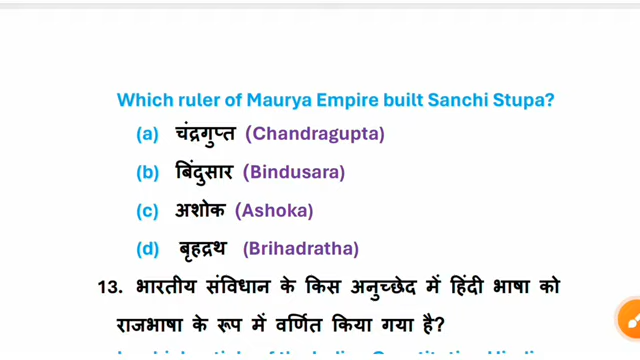 Which ruler of Maurya Empire built Sanchi Stupa?
(a) चंद्रगुप्त (Chandragupta)
(b) बिंदुसार (Bindusara)
(c) अशोक (Ashoka)
(d) बृहद्रथ (Brihadratha)
13. भारतीय संविधान के किस अनुच्छेद में हिंदी भाषा को
राजभाषा के रूप में वर्णित किया गया है?